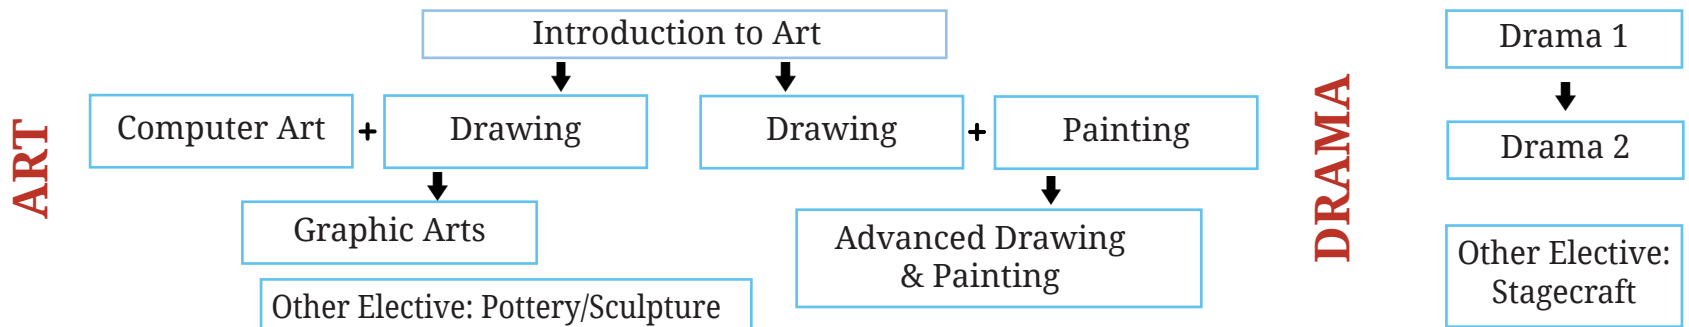 ART
Introduction to Art
Computer Art + Drawing
Drawing + Painting
Graphic Arts
Advanced Drawing
& Painting
Other Elective: Pottery/Sculpture
DRAMA
Drama 1
Drama 2
Other Elective:
Stagecraft